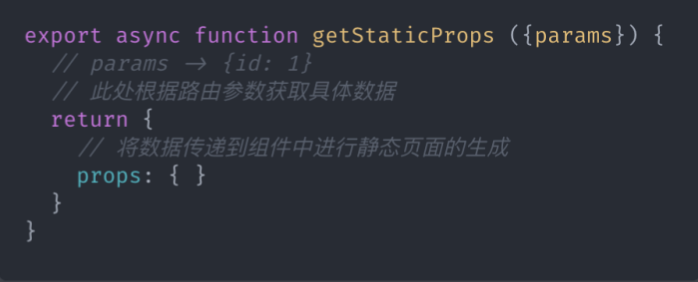 export async function getStaticProps ({params}) {
// params -> {id: 1}
// 此处根据路由参数获取具体数据
return {
// 将数据传递到组件中进行静态页面的生成
props: { }
}
}